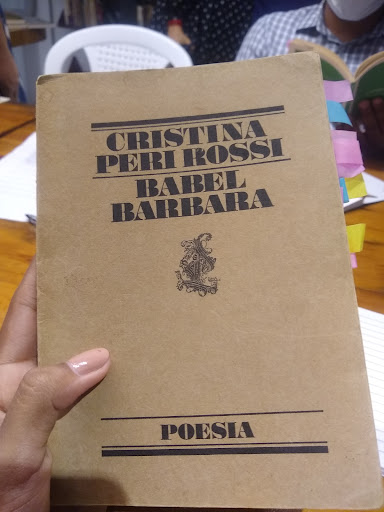 CRISTINA
PERI ROSSI
BABEL
BARBARA
POESIA